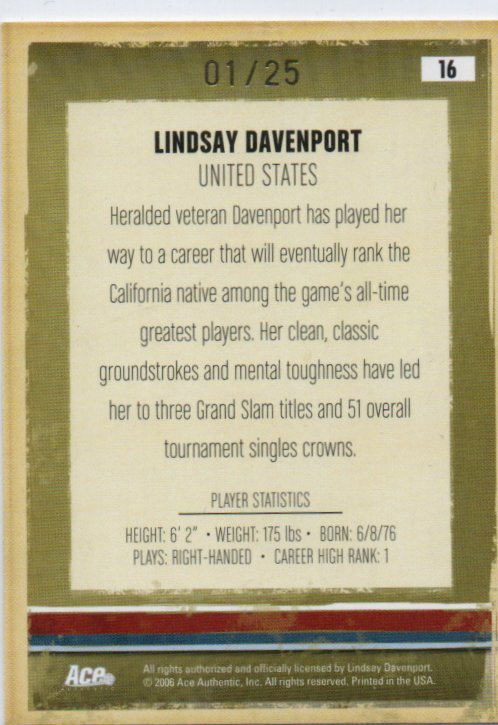 01/25
16
LINDSAY DAVENPORT
UNITED STATES
Heralded veteran Davenport has played her
way to a career that will eventually rank the
California native among the game's all-time
greatest players. Her clean, classic
groundstrokes and mental toughness have led
her to three Grand Slam titles and 51 overall
tournament singles crowns.
PLAYER STATISTICS
HEIGHT: 6' 2" • WEIGHT: 175 lbs • BORN: 6/8/76
PLAYS: RIGHT-HANDED • CAREER HIGH RANK: 1
Ace
All rights authorized and officially licensed by Lindsay Davenport.
© 2006 Ace Authentic, Inc. All rights reserved. Printed in the USA.